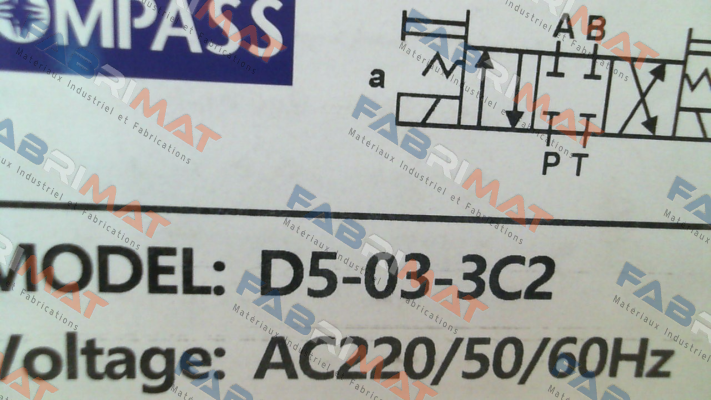 OMPASS
A B
a
P T
MODEL: D5-03-3C2
Voltage: AC220/50/60Hz
FABRIMAT
Matériaux Industriel et Fabrications